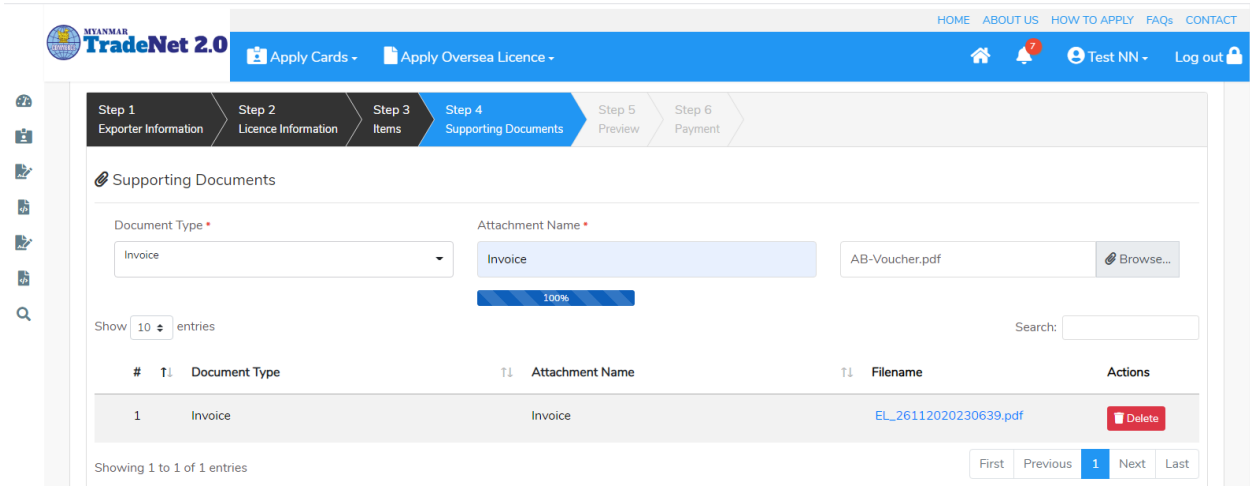 HOME ABOUT US HOW TO APPLY FAQs CONTACT
MYANMAR
TradeNet 2.0
COMMERCE
Apply Cards
Apply Oversea Licence
7
Test NN
Log out
Step 1
Exporter Information
Step 2
Licence Information
Step 3
Items
Step 4
Supporting Documents
Step 5
Preview
Step 6
Payment
Supporting Documents
Document Type *
Attachment Name *
Invoice
Invoice
AB-Voucher.pdf
Browse...
100%
Show 10 entries
Search:
# Document Type Attachment Name Filename Actions
1 Invoice Invoice EL_26112020230639.pdf Delete
Showing 1 to 1 of 1 entries
First Previous 1 Next Last